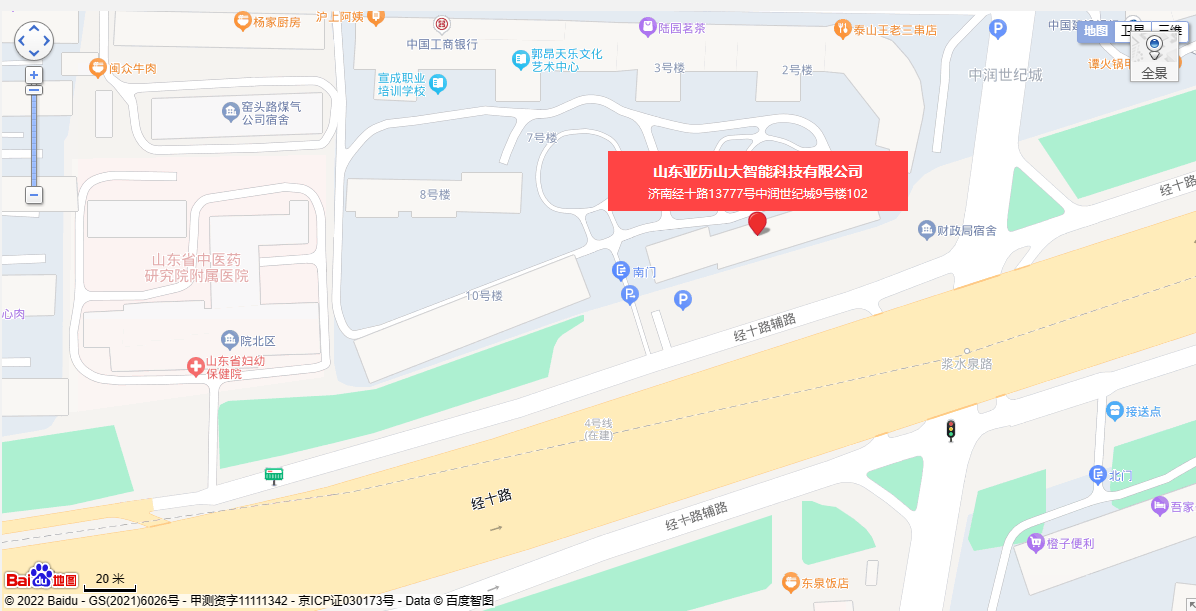 沪上阿姨
杨家厨房
中国工商银行
陆园茗茶
泰山王老三串店
地图
卫星
三维
全景
中润世纪城
闽众牛肉
郭昂天乐文化
艺术中心
3号楼
2号楼
宣成职业
培训学校
窑头路煤气
公司宿舍
7号楼
8号楼
山东亚历山大智能科技有限公司
济南经十路13777号中润世纪城9号楼102
经十路
财政局宿舍
山东省中医药
研究院附属医院
南门
10号楼
心肉
经十路辅路
院北区
山东省妇幼
保健院
浆水泉路
4号线
(在建)
接送点
北门
经十路
经十路辅路
吾家
橙子便利
东泉饭店
Bai du 地图
20 米
© 2022 Baidu - GS(2021)6026号 - 甲测资字11111342 - 京ICP证030173号 - Data © 百度智图